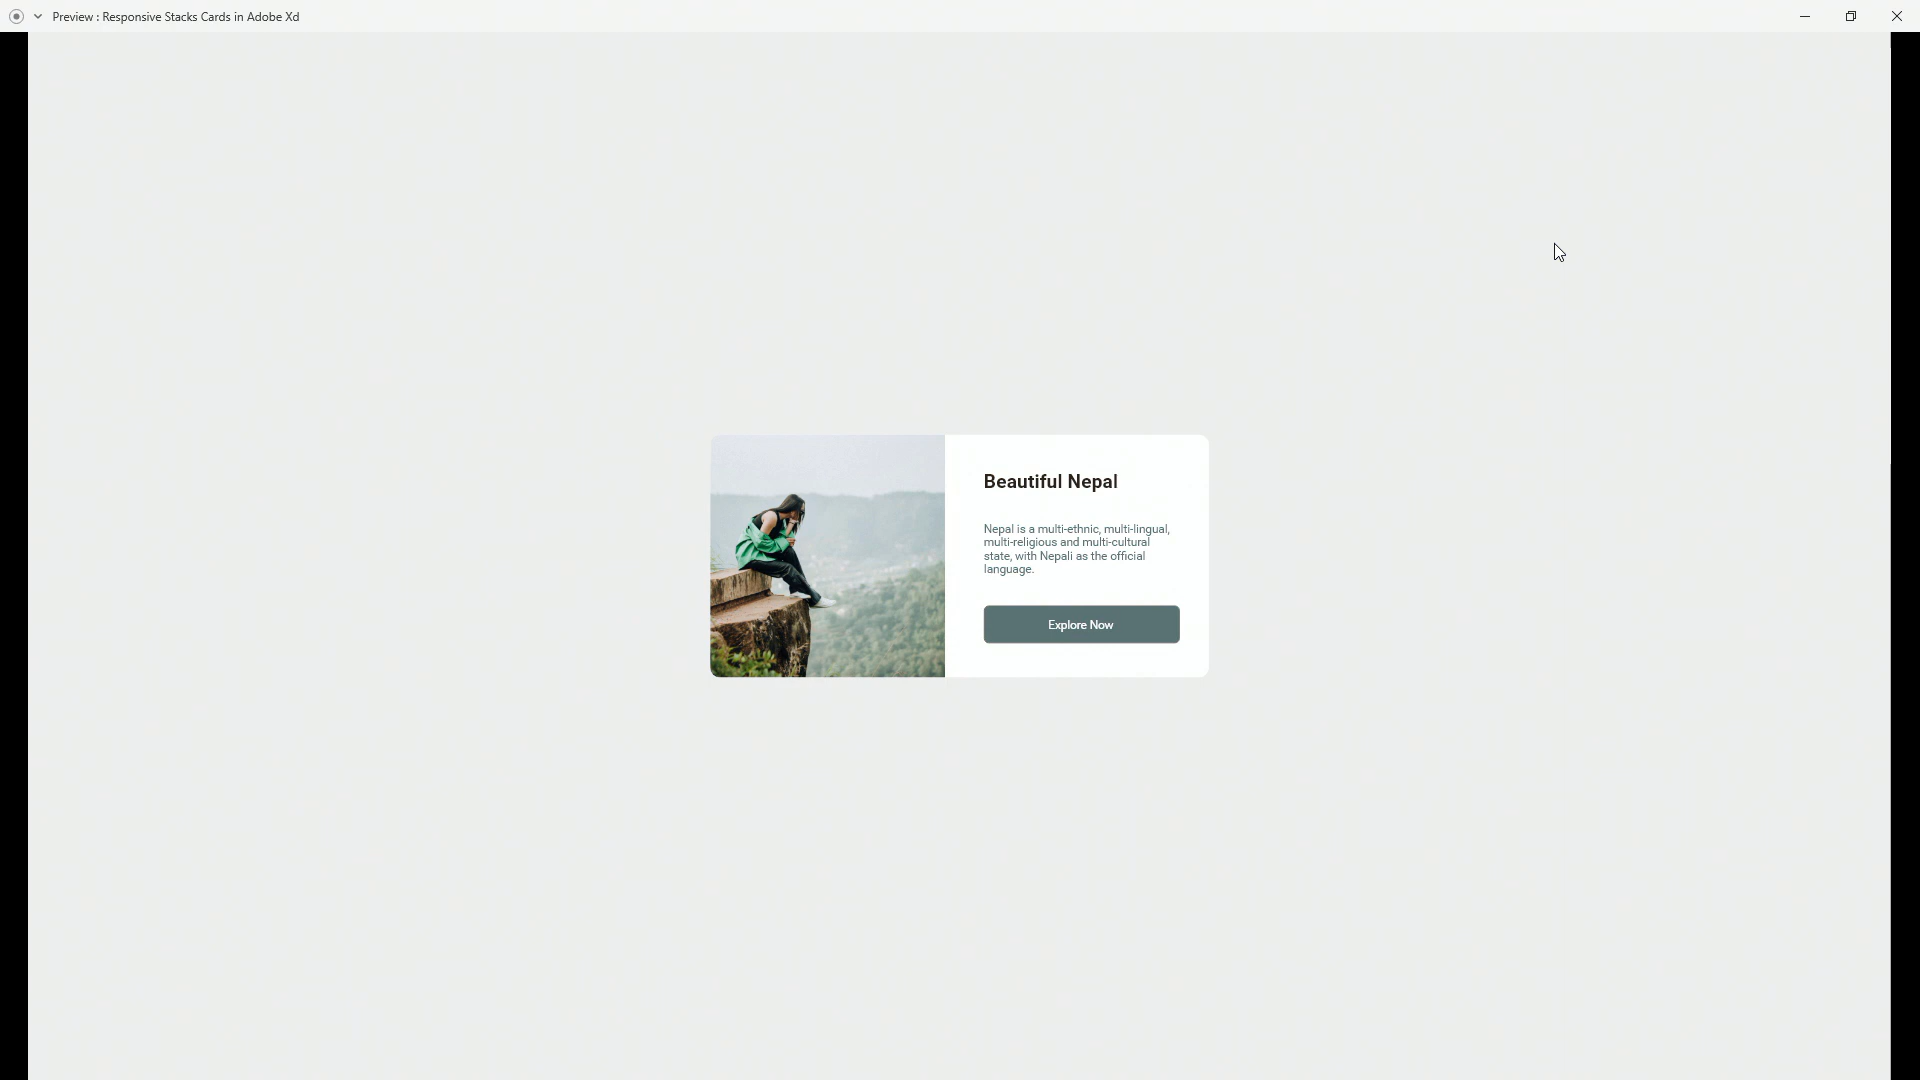 Preview : Responsive Stacks Cards in Adobe Xd
Beautiful Nepal
Nepal is a multi-ethnic, multi-lingual,
multi-religious and multi-cultural
state, with Nepali as the official
language.
Explore Now